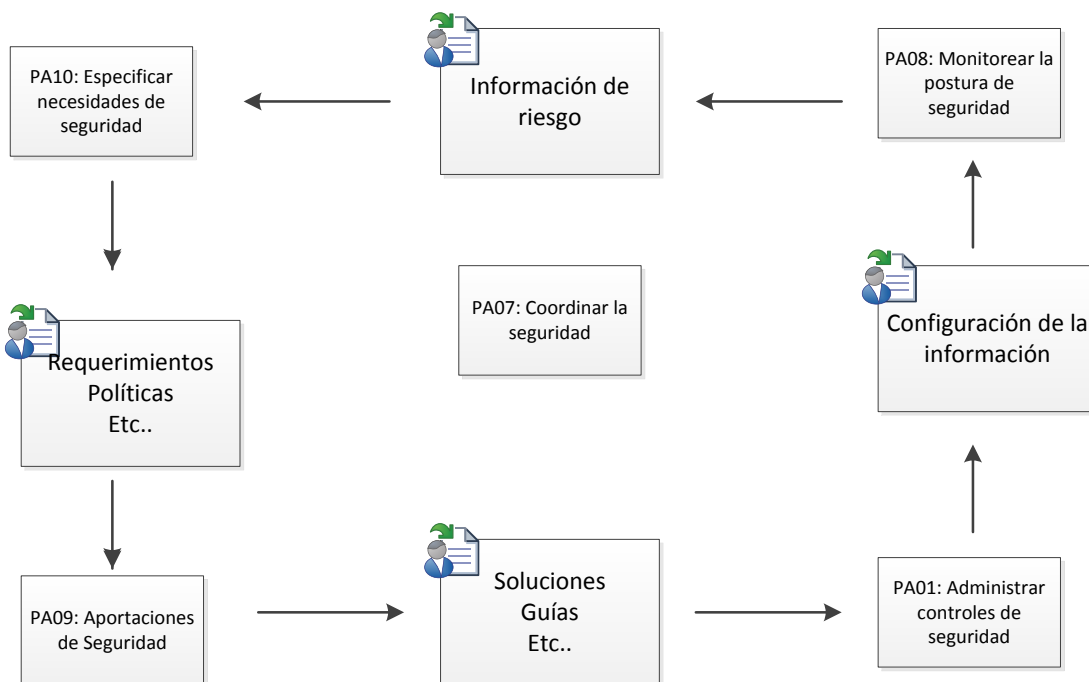 PA10: Especificar
necesidades de
seguridad
Información de
riesgo
PA08: Monitorear la
postura de
seguridad
Requerimientos
Políticas
Etc..
PA07: Coordinar la
seguridad
Configuración de la
información
PA09: Aportaciones
de Seguridad
Soluciones
Guías
Etc..
PA01: Administrar
controles de
seguridad